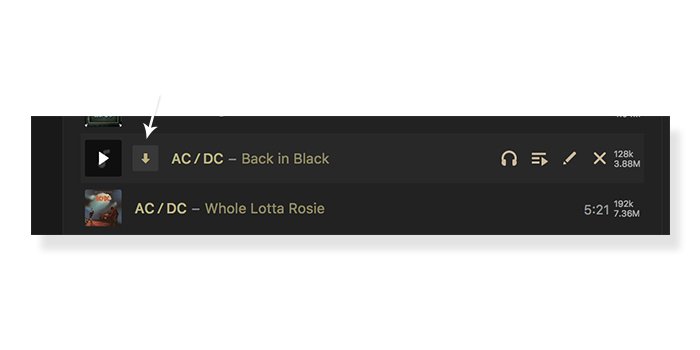 AC / DC – Back in Black
128k
3.88M
AC / DC – Whole Lotta Rosie
5:21
192k
7.36M